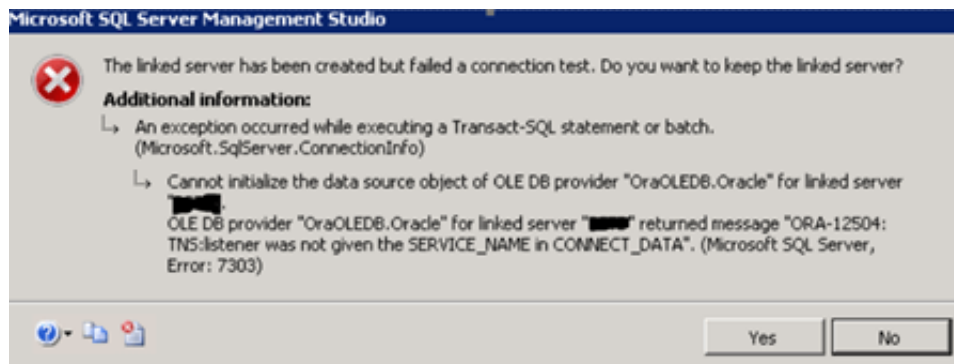 Microsoft SQL Server Management Studio
The linked server has been created but failed a connection test. Do you want to keep the linked server?
Additional information:
An exception occurred while executing a Transact-SQL statement or batch.
(Microsoft.SqlServer.ConnectionInfo)
Cannot initialize the data source object of OLE DB provider "OraOLEDB.Oracle" for linked server
".
OLE DB provider "OraOLEDB.Oracle" for linked server "" returned message "ORA-12504:
TNS:listener was not given the SERVICE_NAME in CONNECT_DATA". (Microsoft SQL Server,
Error: 7303)
Yes
No